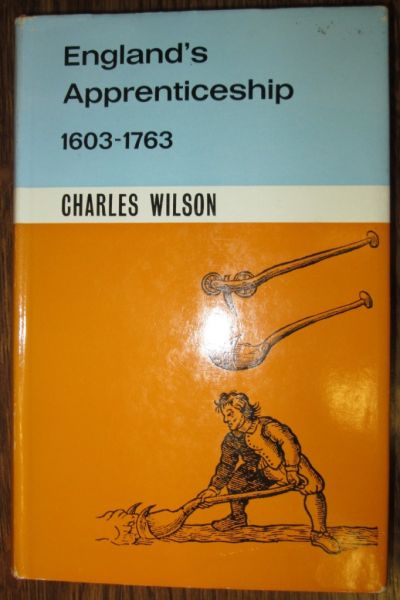 England's
Apprenticeship
1603-1763
CHARLES WILSON